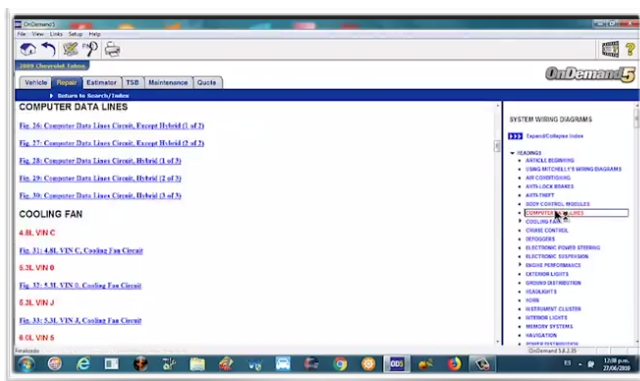 OnDemand5
File View Links Setup Help
2009 Chevrolet Tahoe
Vehicle Repair Estimator TSB Maintenance Quote
OnDemand5
Return to Search/Index
COMPUTER DATA LINES
Fig. 26: Computer Data Lines Circuit, Except Hybrid (1 of 2)
Fig. 27: Computer Data Lines Circuit, Except Hybrid (2 of 2)
Fig. 28: Computer Data Lines Circuit, Hybrid (1 of 3)
Fig. 29: Computer Data Lines Circuit, Hybrid (2 of 3)
Fig. 30: Computer Data Lines Circuit, Hybrid (3 of 3)
COOLING FAN
4.8L VIN C
Fig. 31: 4.8L VIN C, Cooling Fan Circuit
5.3L VIN 0
Fig. 32: 5.3L VIN 0, Cooling Fan Circuit
5.3L VIN J
Fig. 33: 5.3L VIN J, Cooling Fan Circuit
6.0L VIN 5
SYSTEM WIRING DIAGRAMS
Expand/Collapse Index
HEADINGS
ARTICLE BEGINNING
USING MITCHELL1'S WIRING DIAGRAMS
AIR CONDITIONING
ANTI-LOCK BRAKES
ANTI-THEFT
BODY CONTROL MODULES
COMPUTER DATA LINES
COOLING FAN
CRUISE CONTROL
DEFOGGERS
ELECTRONIC POWER STEERING
ELECTRONIC SUSPENSION
ENGINE PERFORMANCE
EXTERIOR LIGHTS
GROUND DISTRIBUTION
HEADLIGHTS
HORN
INSTRUMENT CLUSTER
INTERIOR LIGHTS
MEMORY SYSTEMS
NAVIGATION
POWER DISTRIBUTION
OnDemand 5.8.2.35
OD5
ES
12:08 p.m.
27/06/2019